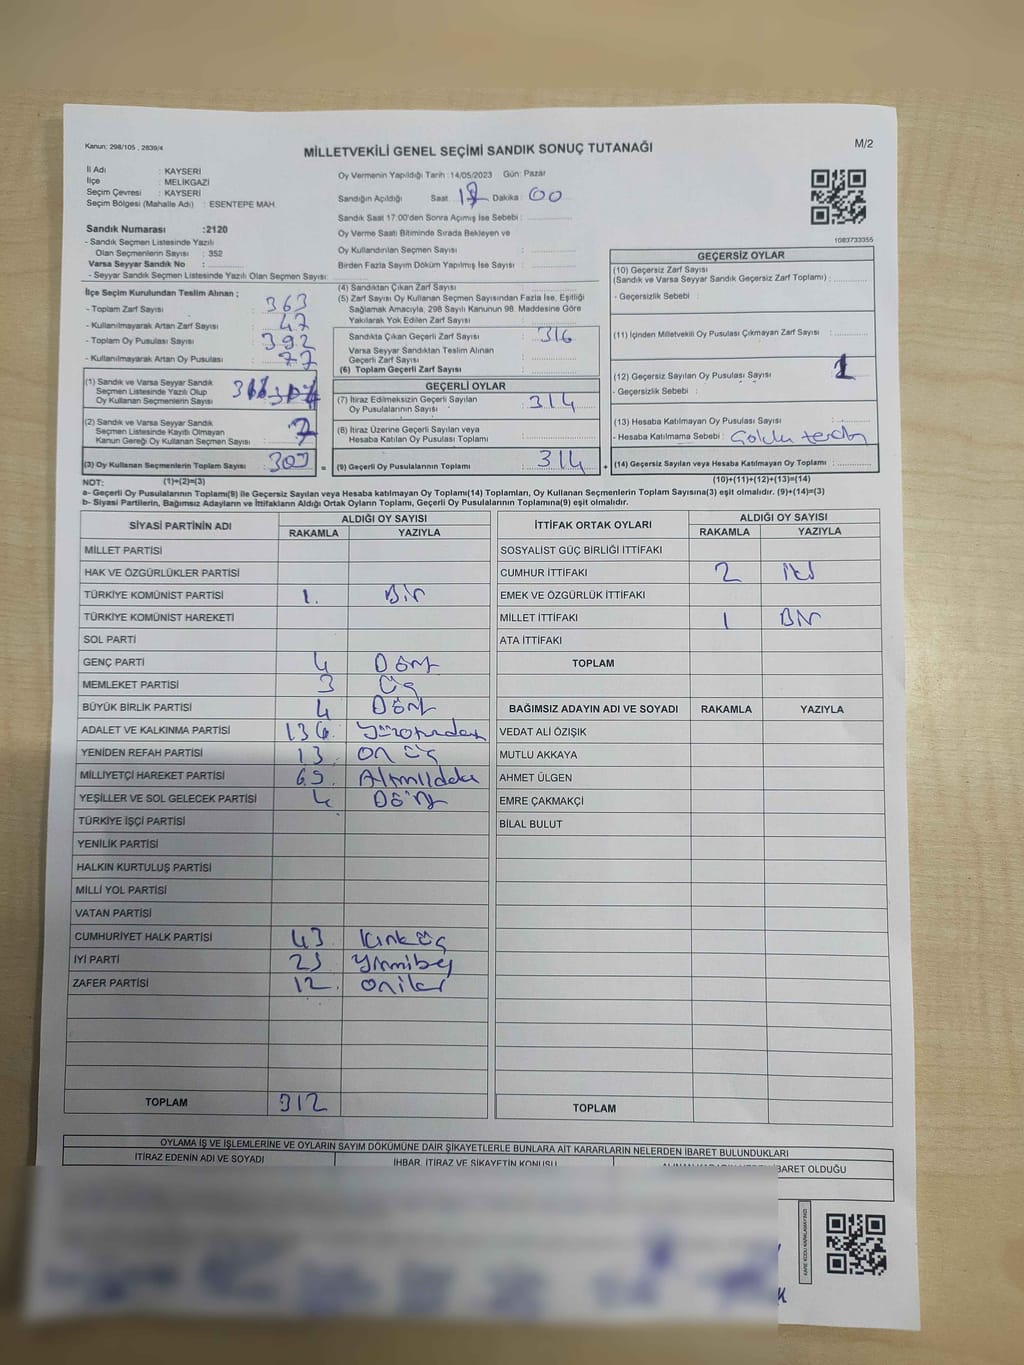 Kanun: 298/105 , 2839/4
MİLLETVEKİLİ GENEL SEÇİMİ SANDIK SONUÇ TUTANAĞI
M/2
İl Adı : KAYSERİ
İlçe : MELİKGAZİ
Seçim Çevresi : KAYSERİ
Seçim Bölgesi (Mahalle Adı) : ESENTEPE MAH.
Sandık Numarası :2120
- Sandık Seçmen Listesinde Yazılı
Olan Seçmenlerin Sayısı : 352
Varsa Seyyar Sandık No :
- Seyyar Sandık Seçmen Listesinde Yazılı Olan Seçmen Sayısı:
Oy Vermenin Yapıldığı Tarih :14/05/2023 Gün: Pazar
Sandığın Açıldığı Saat Dakika : 00
Sandık Saat 17:00'den Sonra Açımış İse Sebebi :
Oy Verme Saati Bitiminde Sırada Bekleyen ve
Oy Kullandırılan Seçmen Sayısı :
Birden Fazla Sayım Döküm Yapılmış İse Sayısı :
1083733355
İlçe Seçim Kurulundan Teslim Alınan ;
- Toplam Zarf Sayısı : 363
- Kullanılmayarak Artan Zarf Sayısı : 47
- Toplam Oy Pusulası Sayısı : 392
- Kullanılmayarak Artan Oy Pusulası : 77
(1) Sandık ve Varsa Seyyar Sandık
Seçmen Listesinde Yazılı Olup
Oy Kullanan Seçmenlerin Sayısı
(2) Sandık ve Varsa Seyyar Sandık
Seçmen Listesinde Kayıtlı Olmayan
Kanun Gereği Oy Kullanan Seçmen Sayısı : 7
(3) Oy Kullanan Seçmenlerin Toplam Sayısı : =
(4) Sandıktan Çıkan Zarf Sayısı :
(5) Zarf Sayısı Oy Kullanan Seçmen Sayısından Fazla İse, Eşitliği
Sağlamak Amacıyla, 298 Sayılı Kanunun 98. Maddesine Göre
Yakılarak Yok Edilen Zarf Sayısı :
Sandıkta Çıkan Geçerli Zarf Sayısı : 316
Varsa Seyyar Sandıktan Teslim Alınan
Geçerli Zarf Sayısı :
(6) Toplam Geçerli Zarf Sayısı :
GEÇERLİ OYLAR
(7) İtiraz Edilmeksizin Geçerli Sayılan
Oy Pusulalarının Sayısı : 314
(8) İtiraz Üzerine Geçerli Sayılan veya
Hesaba Katılan Oy Pusulası Toplamı :
(9) Geçerli Oy Pusulalarının Toplamı : 314 +
GEÇERSİZ OYLAR
(10) Geçersiz Zarf Sayısı
(Sandık ve Varsa Seyyar Sandık Geçersiz Zarf Toplamı) :
- Geçersizlik Sebebi :
(11) İçinden Milletvekili Oy Pusulası Çıkmayan Zarf Sayısı :
(12) Geçersiz Sayılan Oy Pusulası Sayısı : 1
- Geçersizlik Sebebi :
(13) Hesaba Katılmayan Oy Pusulası Sayısı :
- Hesaba Katılmama Sebebi :
(14) Geçersiz Sayılan veya Hesaba Katılmayan Oy Toplamı :
NOT: (1)+(2)=(3) (10)+(11)+(12)+(13)=(14)
a- Geçerli Oy Pusulalarının Toplamı(9) ile Geçersiz Sayılan veya Hesaba Katılmayan Oy Toplamı(14) Toplamları, Oy Kullanan Seçmenlerin Toplam Sayısına(3) eşit olmalıdır. (9)+(14)=(3)
b- Siyasi Partilerin, Bağımsız Adayların ve İttifakların Aldığı Ortak Oyların Toplamı, Geçerli Oy Pusulalarının Toplamına(9) eşit olmalıdır.
SİYASİ PARTİNİN ADI ALDIĞI OY SAYISI
RAKAMLA YAZIYLA
MİLLET PARTİSİ
HAK VE ÖZGÜRLÜKLER PARTİSİ
TÜRKİYE KOMÜNİST PARTİSİ 1. Bir
TÜRKİYE KOMÜNİST HAREKETİ
SOL PARTİ
GENÇ PARTİ 4 Dört
MEMLEKET PARTİSİ 3 Üç
BÜYÜK BİRLİK PARTİSİ 4 Dört
ADALET VE KALKINMA PARTİSİ
YENİDEN REFAH PARTİSİ 13. on üç
MİLLİYETÇİ HAREKET PARTİSİ
YEŞİLLER VE SOL GELECEK PARTİSİ 4 Dört
TÜRKİYE İŞÇİ PARTİSİ
YENİLİK PARTİSİ
HALKIN KURTULUŞ PARTİSİ
MİLLİ YOL PARTİSİ
VATAN PARTİSİ
CUMHURİYET HALK PARTİSİ 43 kırk üç
İYİ PARTİ 25 yirmibeş
ZAFER PARTİSİ 12. oniki
TOPLAM 312
İTTİFAK ORTAK OYLARI ALDIĞI OY SAYISI
RAKAMLA YAZIYLA
SOSYALİST GÜÇ BİRLİĞİ İTTİFAKI
CUMHUR İTTİFAKI 2 iki
EMEK VE ÖZGÜRLÜK İTTİFAKI
MİLLET İTTİFAKI 1 Bir
ATA İTTİFAKI
TOPLAM
BAĞIMSIZ ADAYIN ADI VE SOYADI RAKAMLA YAZIYLA
VEDAT ALİ ÖZIŞIK
MUTLU AKKAYA
AHMET ÜLGEN
EMRE ÇAKMAKÇİ
BİLAL BULUT
TOPLAM
OYLAMA İŞ VE İŞLEMLERİNE VE OYLARIN SAYIM DÖKÜMÜNE DAİR ŞİKAYETLERLE BUNLARA AİT KARARLARIN NELERDEN İBARET BULUNDUKLARI
İTİRAZ EDENİN ADI VE SOYADI İHBAR, İTİRAZ VE ŞİKAYETİN KONUSU İBARET OLDUĞU